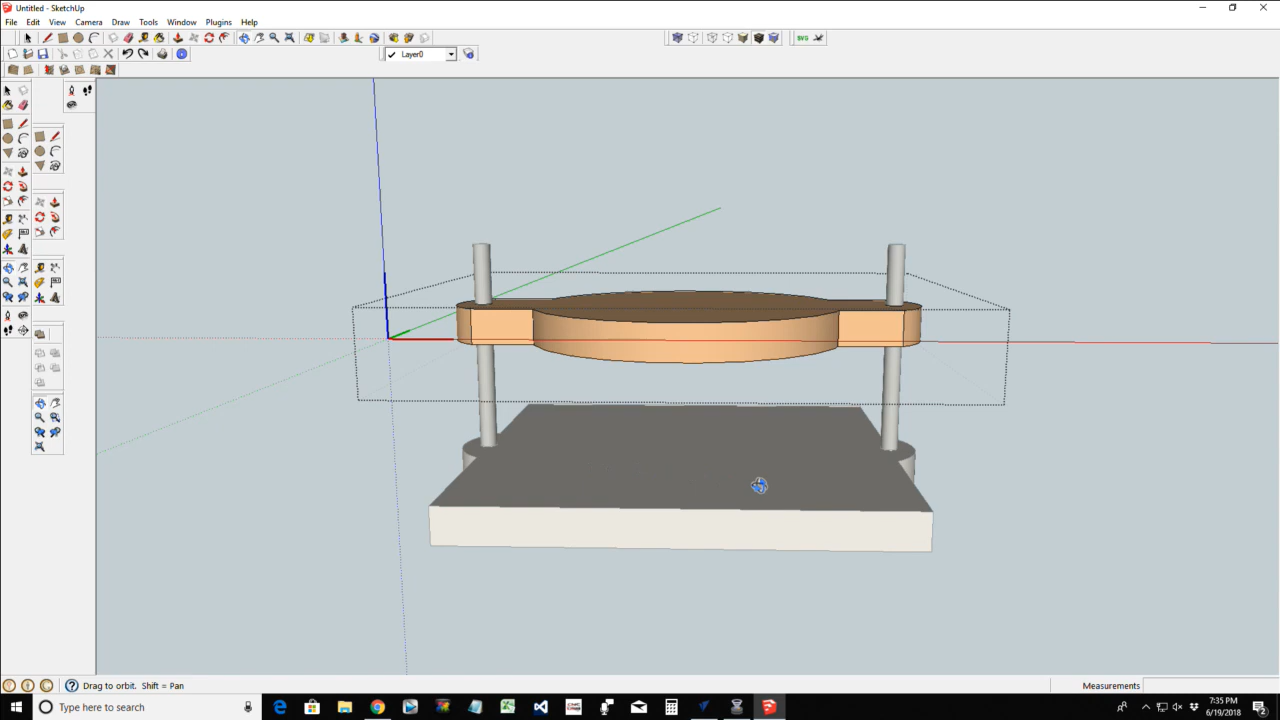 Untitled - SketchUp
File Edit View Camera Draw Tools Window Plugins Help
SVG
Layer0
Drag to orbit. Shift = Pan
Measurements
Type here to search
7:35 PM
6/19/2018